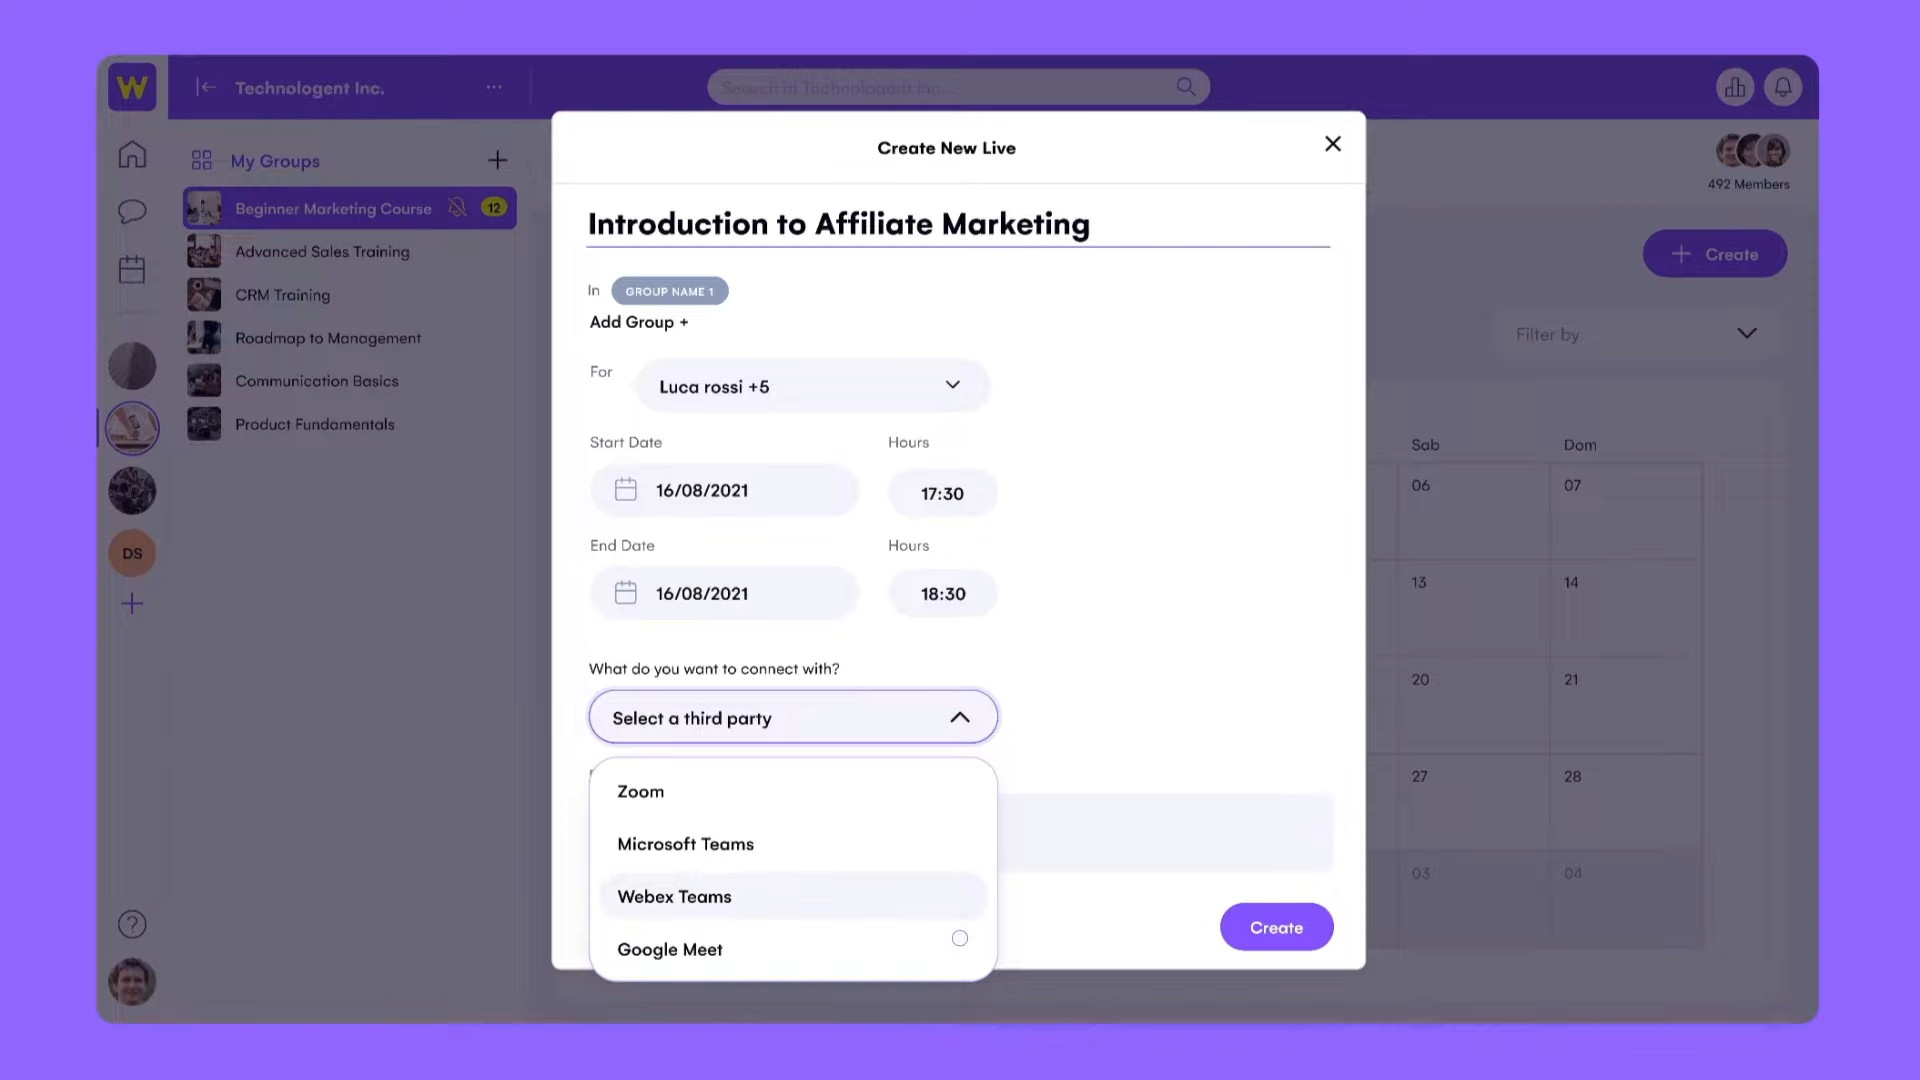 W
Technologent Inc.
...
Search in Technologent Inc...
My Groups
Beginner Marketing Course
12
Advanced Sales Training
CRM Training
Roadmap to Management
Communication Basics
Product Fundamentals
DS
?
492 Members
+ Create
Filter by
Sab Dom
06 07
13 14
20 21
27 28
03 04
Create New Live
Introduction to Affiliate Marketing
In GROUP NAME 1
Add Group +
For Luca rossi +5
Start Date Hours
16/08/2021 17:30
End Date Hours
16/08/2021 18:30
What do you want to connect with?
Select a third party
Zoom
Microsoft Teams
Webex Teams
Google Meet
Create